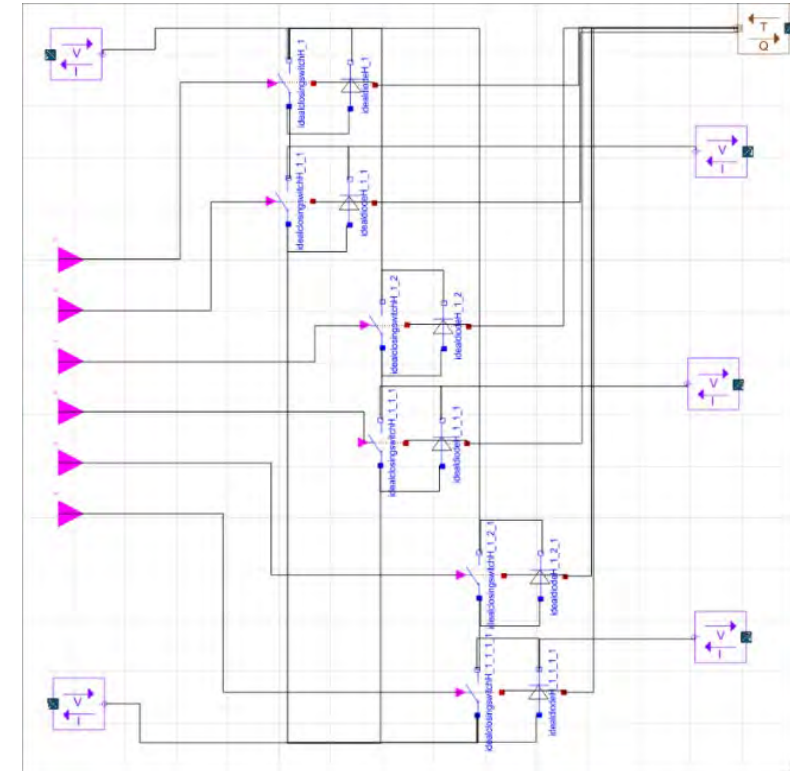 V
I
T
Q
idealclosingswitchH_1
idealdiodeH_1
V
I
idealclosingswitchH_1_1
idealdiodeH_1_1
idealclosingswitchH_1_2
idealdiodeH_1_2
V
I
idealclosingswitchH_1_1_1
idealdiodeH_1_1_1
idealclosingswitchH_1_2_1
idealdiodeH_1_2_1
V
I
idealclosingswitchH_1_1_1_1
idealdiodeH_1_1_1_1
V
I